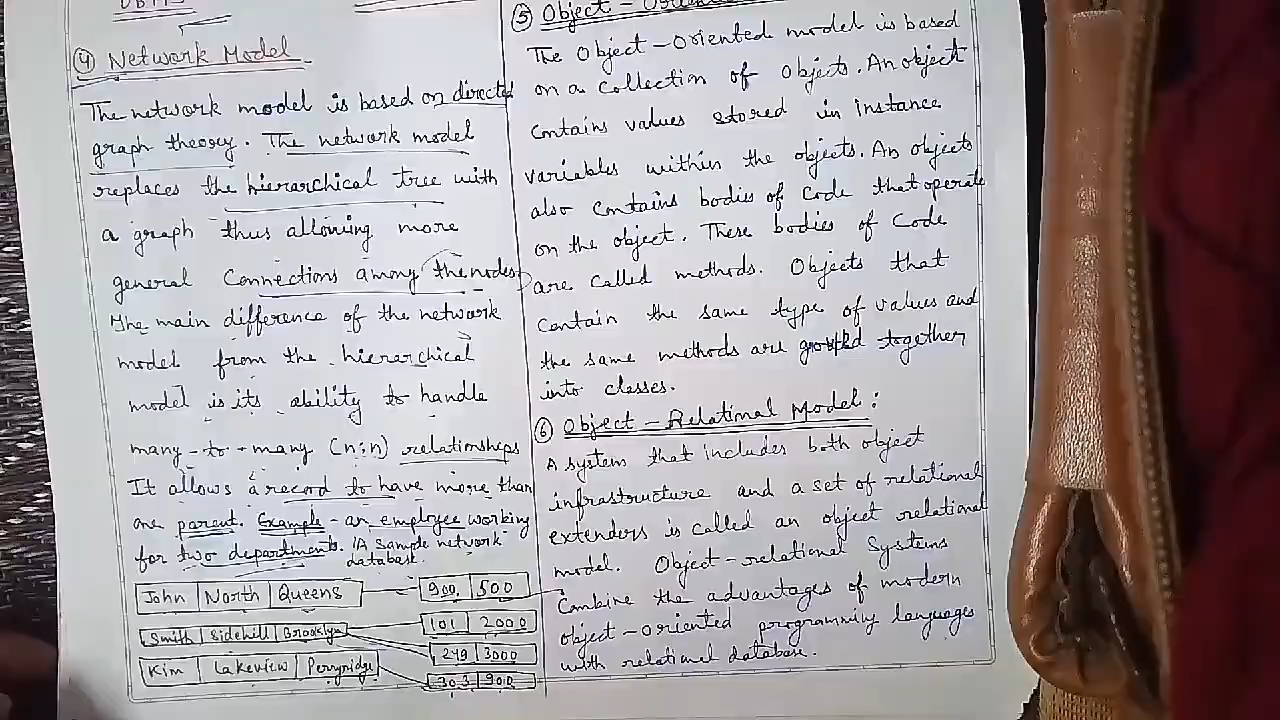 ④ Network Model
The network model is based on directed
graph theory. The network model
replaces the hierarchical tree with
a graph thus allowing more
general Connections among the nodes
The main difference of the network
model from the hierarchical
model is its ability to handle
many-to-many (n:n) relationships
It allows a record to have more than
one parent. Example - an employee working
for two departments. A sample network
database.
John North Queens 900 500
Smith Sidehill Brooklyn 101 2000
249 3000
Kim Lakeview Perryridge 303 900
⑤ Object-
The Object-Oriented model is based
on a collection of objects. An object
contains values stored in instance
variables within the objects. An objects
also contains bodies of code that operate
on the object. These bodies of Code
are called methods. Objects that
contain the same type of values and
the same methods are grouped together
into classes.
⑥ Object-Relational Model:
A system that includes both object
infrastructure and a set of relational
extenders is called an object relational
model. Object-relational Systems
Combine the advantages of modern
object-oriented programming languages
with relational database.